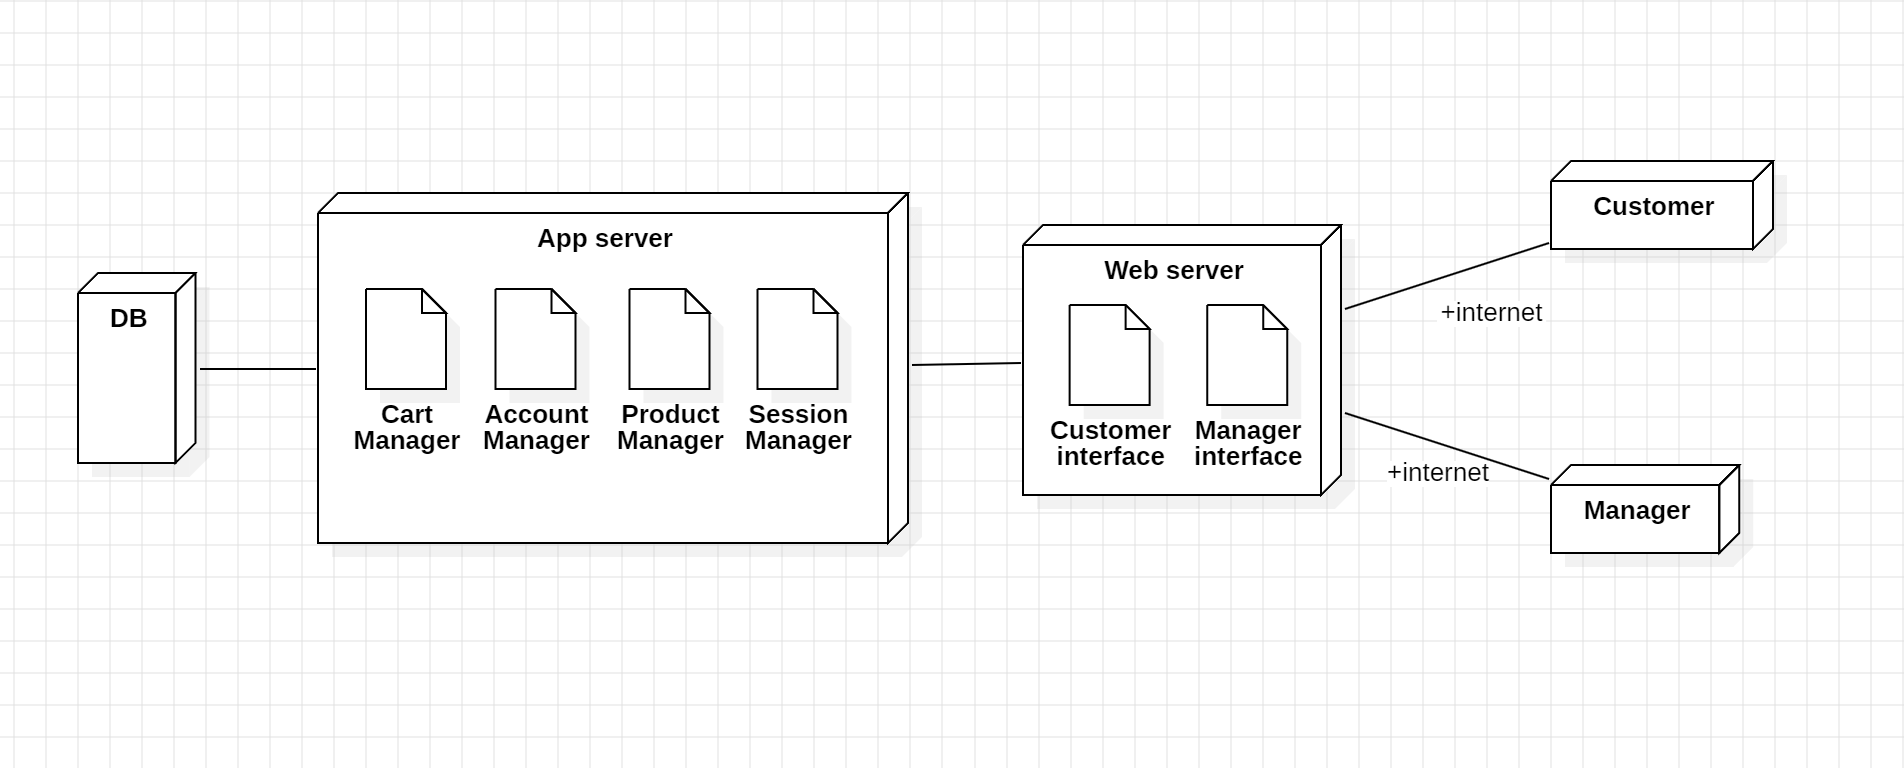 DB
App server
Cart
Manager
Account
Manager
Product
Manager
Session
Manager
Web server
Customer
interface
Manager
interface
Customer
+internet
+internet
Manager